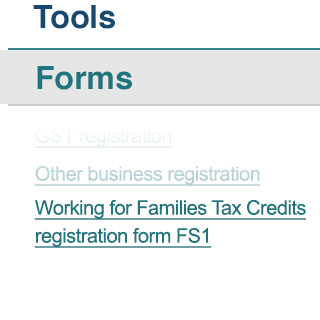 Tools
Forms
GST registration
Other business registration
Working for Families Tax Credits
registration form FS1